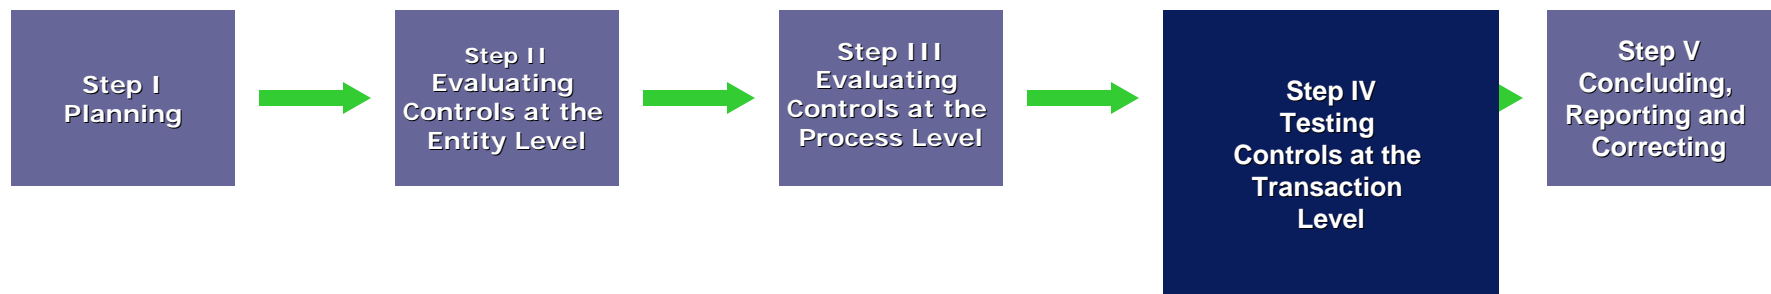 Step I
Planning
Step II
Evaluating
Controls at the
Entity Level
Step III
Evaluating
Controls at the
Process Level
Step IV
Testing
Controls at the
Transaction
Level
Step V
Concluding,
Reporting and
Correcting